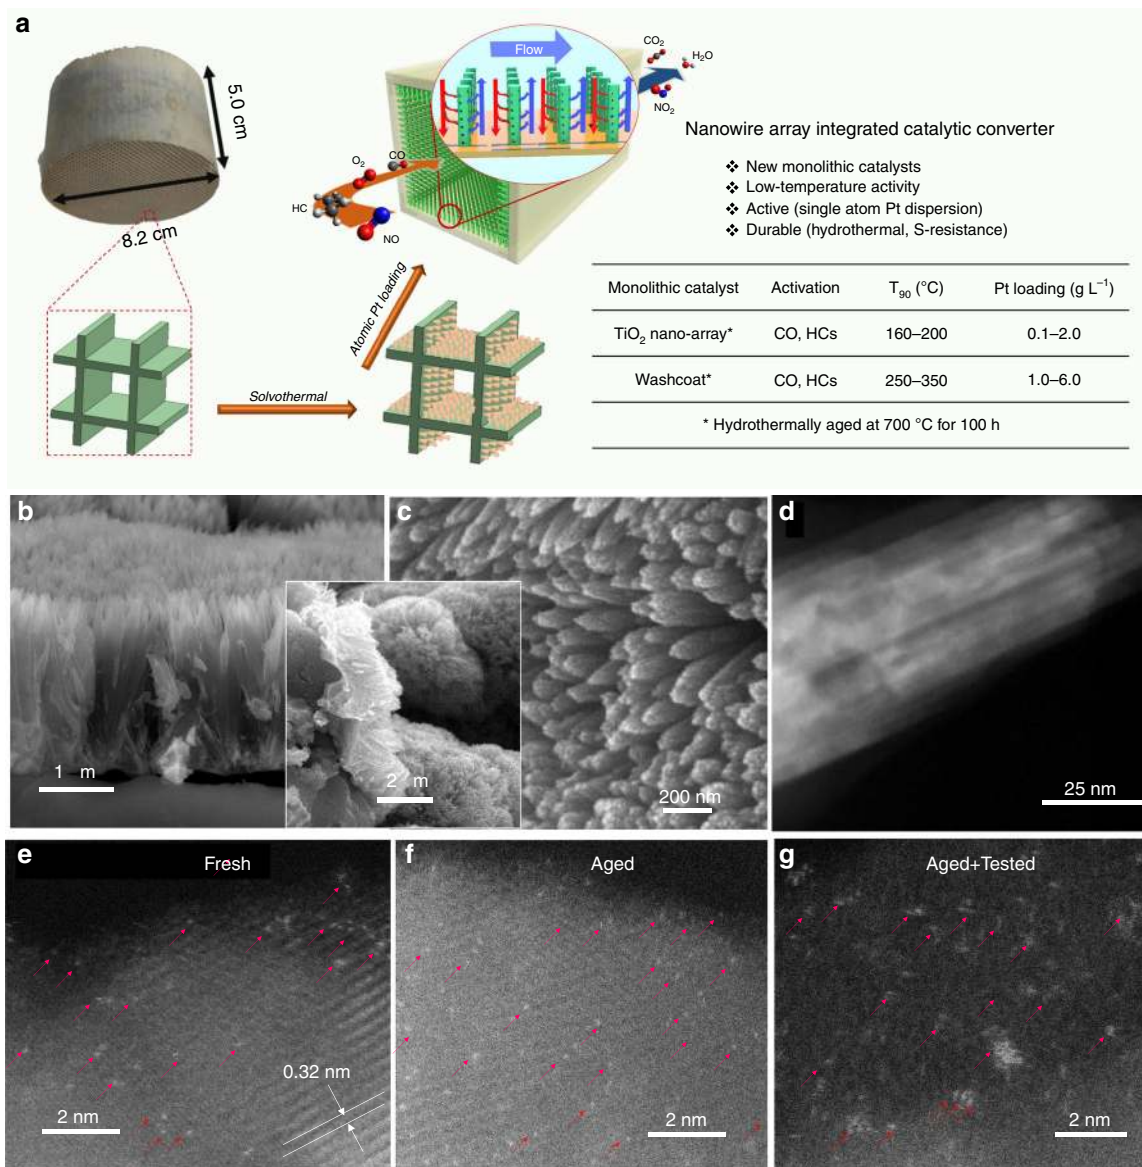 a
5.0 cm
8.2 cm
Flow
CO2
H2O
NO2
O2
CO
HC
NO
Nanowire array integrated catalytic converter
❖ New monolithic catalysts
❖ Low-temperature activity
❖ Active (single atom Pt dispersion)
❖ Durable (hydrothermal, S-resistance)
Atomic Pt loading
Solvothermal
Monolithic catalyst Activation T90 (°C) Pt loading (g L−1)
TiO2 nano-array* CO, HCs 160–200 0.1–2.0
Washcoat* CO, HCs 250–350 1.0–6.0
* Hydrothermally aged at 700 °C for 100 h
b
1 m
2 m
c
200 nm
d
25 nm
e
Fresh
0.32 nm
2 nm
f
Aged
2 nm
g
Aged+Tested
2 nm